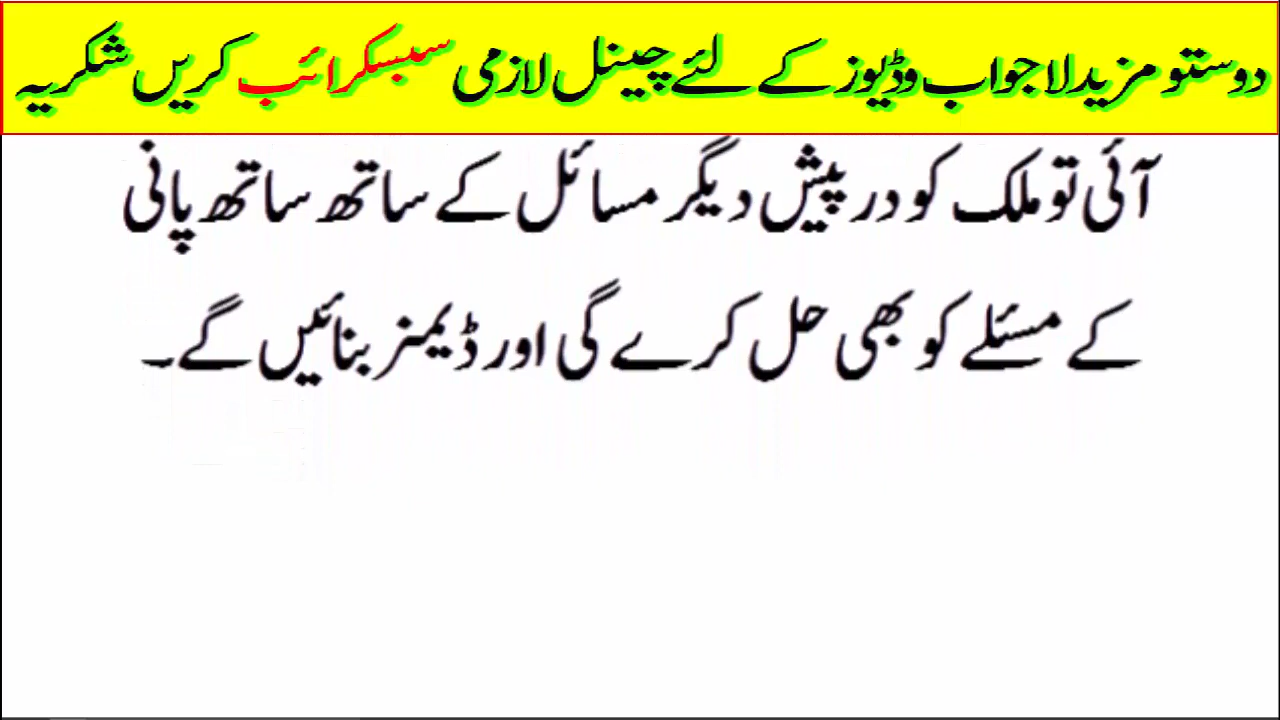 دوستو مزید لاجواب وڈیوز کے لئے چینل لازمی سبسکرائب کریں شکریہ
آئی تو ملک کو درپیش دیگر مسائل کے ساتھ ساتھ پانی
کے مسئلے کو بھی حل کرے گی اور ڈیمز بنائیں گے۔